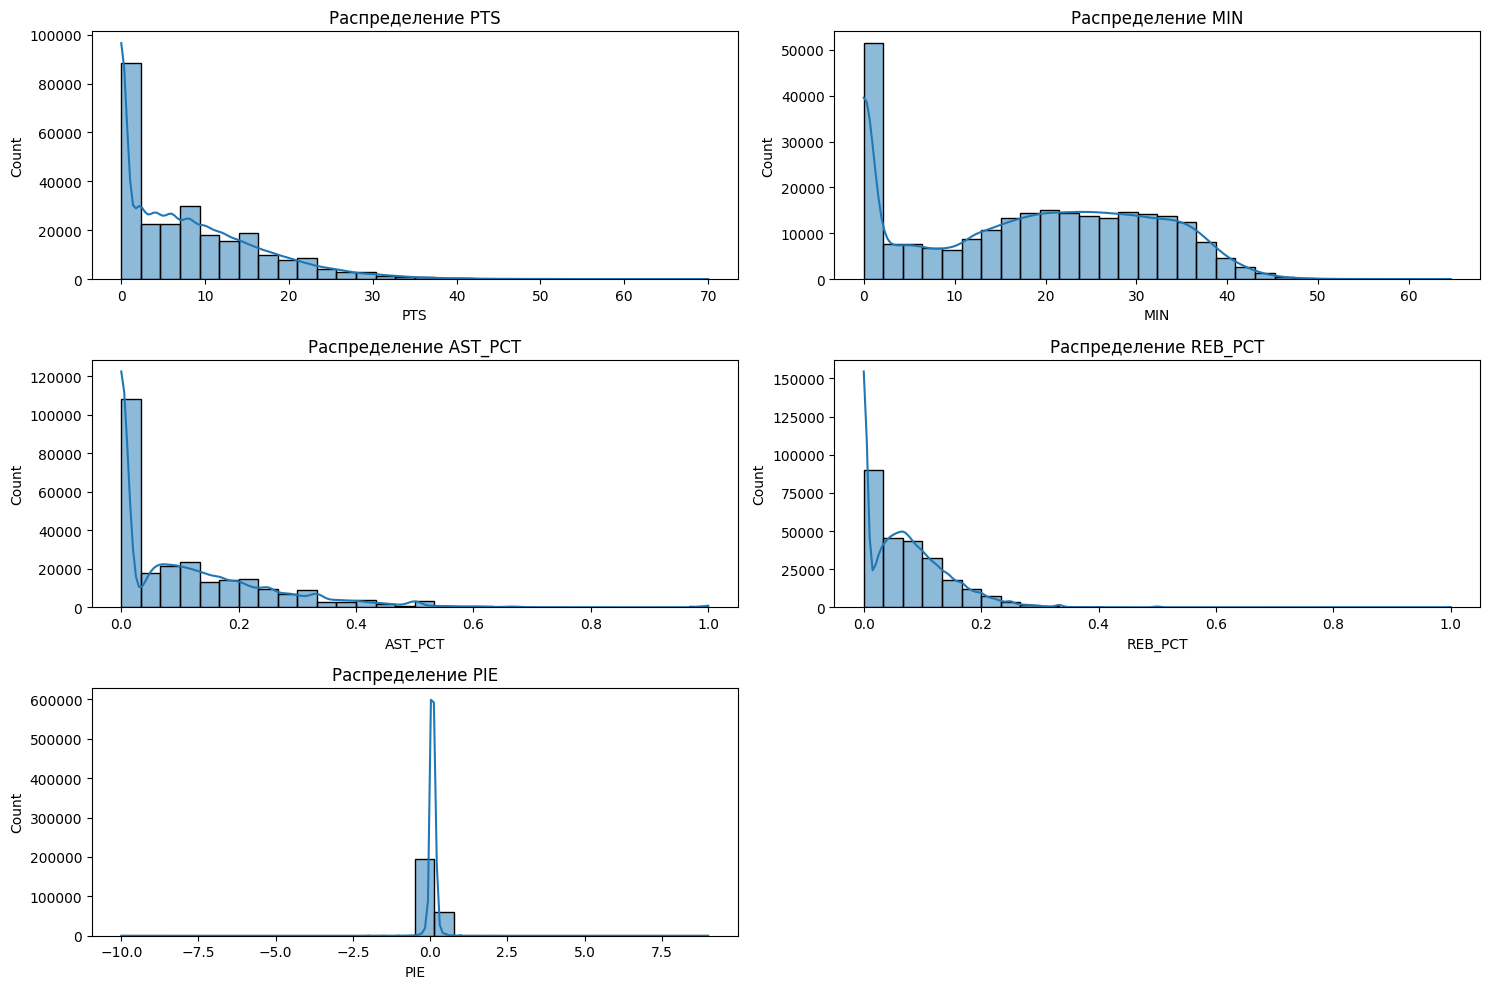 Распределение PTS
100000
80000
60000
40000
20000
0
Count
0 10 20 30 40 50 60 70
PTS
Распределение MIN
50000
40000
30000
20000
10000
0
Count
0 10 20 30 40 50 60
MIN
Распределение AST_PCT
120000
100000
80000
60000
40000
20000
0
Count
0.0 0.2 0.4 0.6 0.8 1.0
AST_PCT
Распределение REB_PCT
150000
125000
100000
75000
50000
25000
0
Count
0.0 0.2 0.4 0.6 0.8 1.0
REB_PCT
Распределение PIE
600000
500000
400000
300000
200000
100000
0
Count
−10.0 −7.5 −5.0 −2.5 0.0 2.5 5.0 7.5
PIE